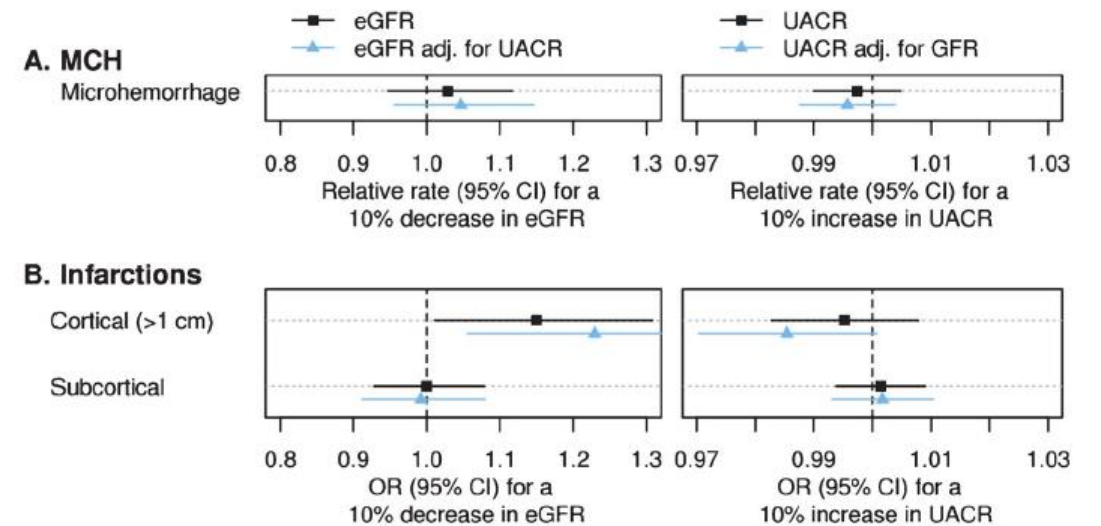 eGFR
eGFR adj. for UACR
UACR
UACR adj. for GFR
A. MCH
Microhemorrhage
0.8 0.9 1.0 1.1 1.2 1.3
Relative rate (95% CI) for a
10% decrease in eGFR
0.97 0.99 1.01 1.03
Relative rate (95% CI) for a
10% increase in UACR
B. Infarctions
Cortical (>1 cm)
Subcortical
0.8 0.9 1.0 1.1 1.2 1.3
OR (95% CI) for a
10% decrease in eGFR
0.97 0.99 1.01 1.03
OR (95% CI) for a
10% increase in UACR